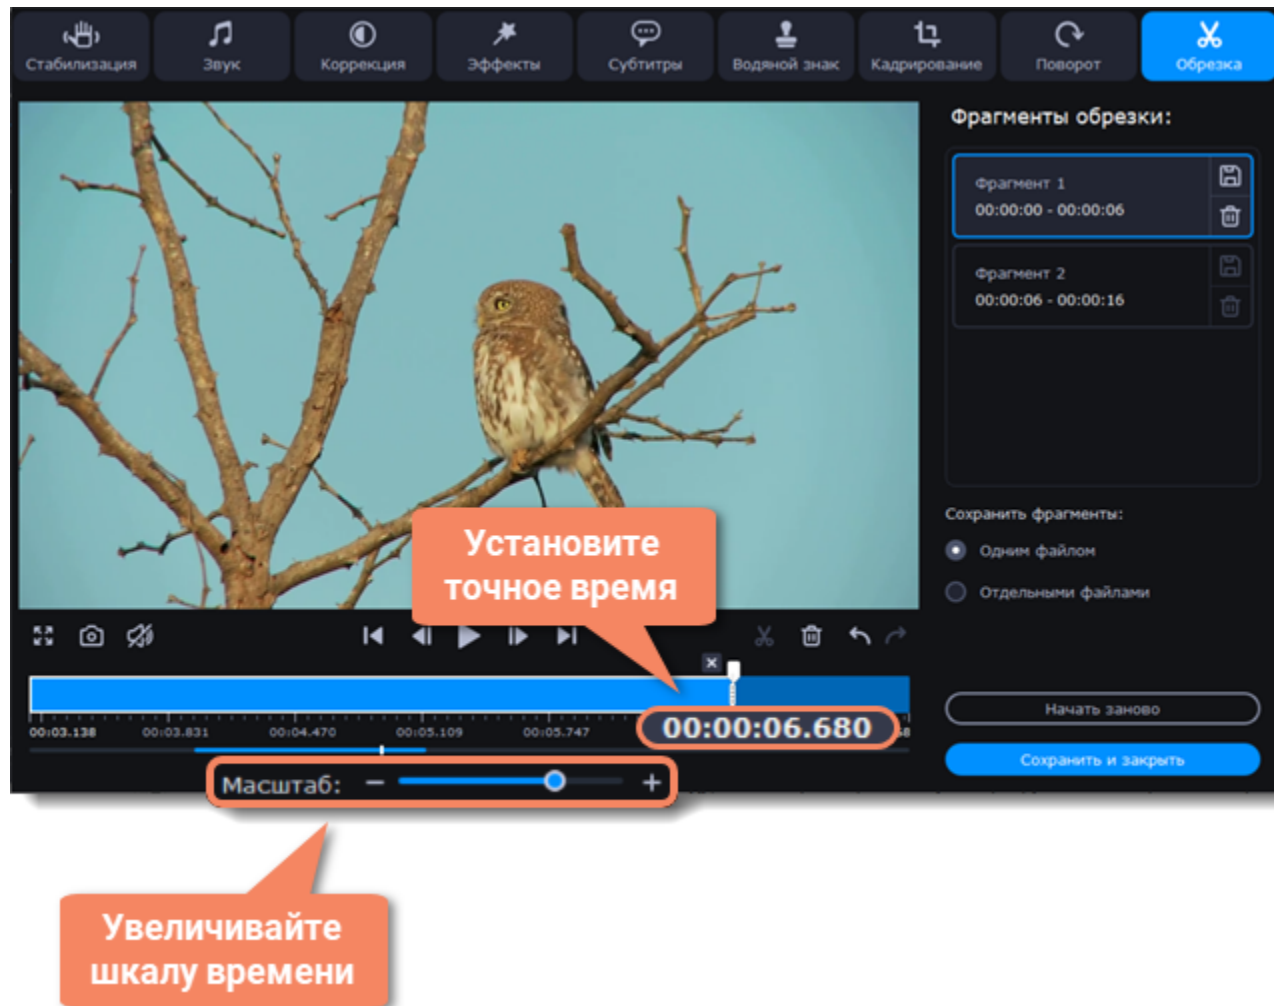 Стабилизация
Звук
Коррекция
Эффекты
Субтитры
Водяной знак
Кадрирование
Поворот
Обрезка
Фрагменты обрезки:
Фрагмент 1
00:00:00 - 00:00:06
Фрагмент 2
00:00:06 - 00:00:16
Сохранить фрагменты:
Одним файлом
Отдельными файлами
Установите
точное время
00:03.138 00:03.831 00:04.470 00:05.109 00:05.747
00:00:06.680
Масштаб:
Начать заново
Сохранить и закрыть
Увеличивайте
шкалу времени